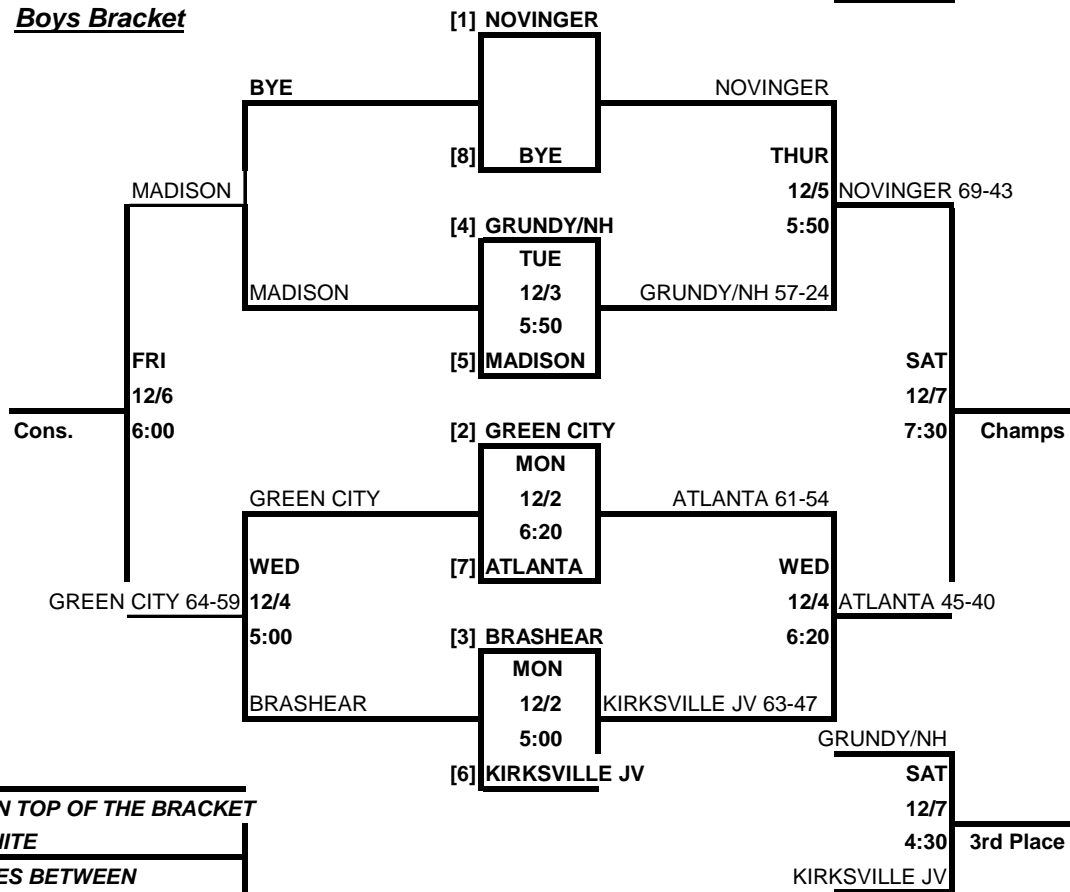 Boys Bracket
[1] NOVINGER
BYE
NOVINGER
[8] BYE
THUR
MADISON
12/5
NOVINGER 69-43
[4] GRUNDY/NH
5:50
TUE
MADISON
12/3
GRUNDY/NH 57-24
5:50
FRI
[5] MADISON
SAT
12/6
12/7
Cons.
6:00
[2] GREEN CITY
7:30
Champs
MON
GREEN CITY
12/2
ATLANTA 61-54
6:20
WED
[7] ATLANTA
WED
GREEN CITY 64-59
12/4
12/4
ATLANTA 45-40
5:00
[3] BRASHEAR
6:20
MON
BRASHEAR
12/2
KIRKSVILLE JV 63-47
5:00
GRUNDY/NH
[6] KIRKSVILLE JV
SAT
N TOP OF THE BRACKET
12/7
HITE
4:30
3rd Place
ES BETWEEN
KIRKSVILLE JV